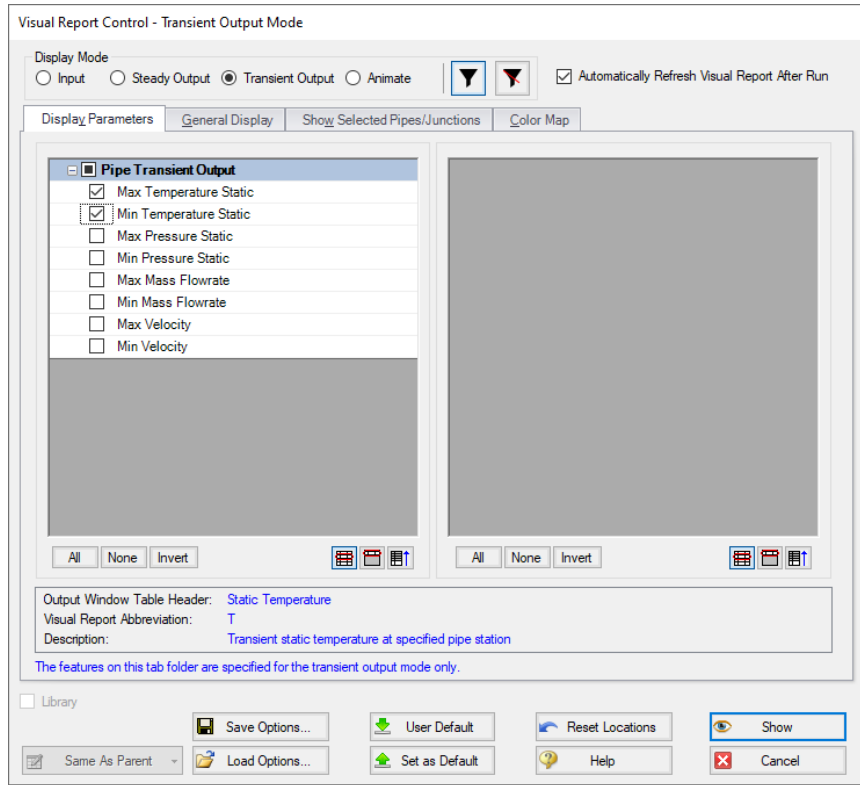 Visual Report Control - Transient Output Mode
Display Mode
Input Steady Output Transient Output Animate
Automatically Refresh Visual Report After Run
Display Parameters General Display Show Selected Pipes/Junctions Color Map
Pipe Transient Output
Max Temperature Static
Min Temperature Static
Max Pressure Static
Min Pressure Static
Max Mass Flowrate
Min Mass Flowrate
Max Velocity
Min Velocity
All None Invert All None Invert
Output Window Table Header: Static Temperature
Visual Report Abbreviation: T
Description: Transient static temperature at specified pipe station
The features on this tab folder are specified for the transient output mode only.
Library
Save Options... User Default Reset Locations Show
Same As Parent Load Options... Set as Default Help Cancel